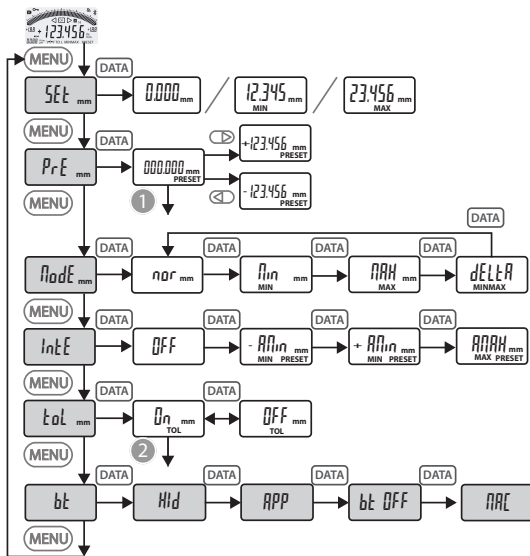 +123.456
MENU
DATA
SEt mm
0.000 mm
12.345 mm
MIN
23.456 mm
MAX
MENU
DATA
PrE mm
000.000 mm
PRESET
+123.456 mm
PRESET
-123.456 mm
PRESET
1
MENU
DATA
DATA
DATA
DATA
DATA
ModE mm
nor mm
Min mm
MIN
MAX mm
MAX
dELtA
MINMAX
MENU
DATA
DATA
DATA
DATA
IntE mm
OFF
- AMin mm
MIN PRESET
+ AMin mm
MIN PRESET
AMAX mm
MAX PRESET
MENU
DATA
DATA
toL mm
On mm
TOL
OFF mm
TOL
2
MENU
DATA
DATA
DATA
DATA
bt
HId
APP
bt OFF
MAC
MENU